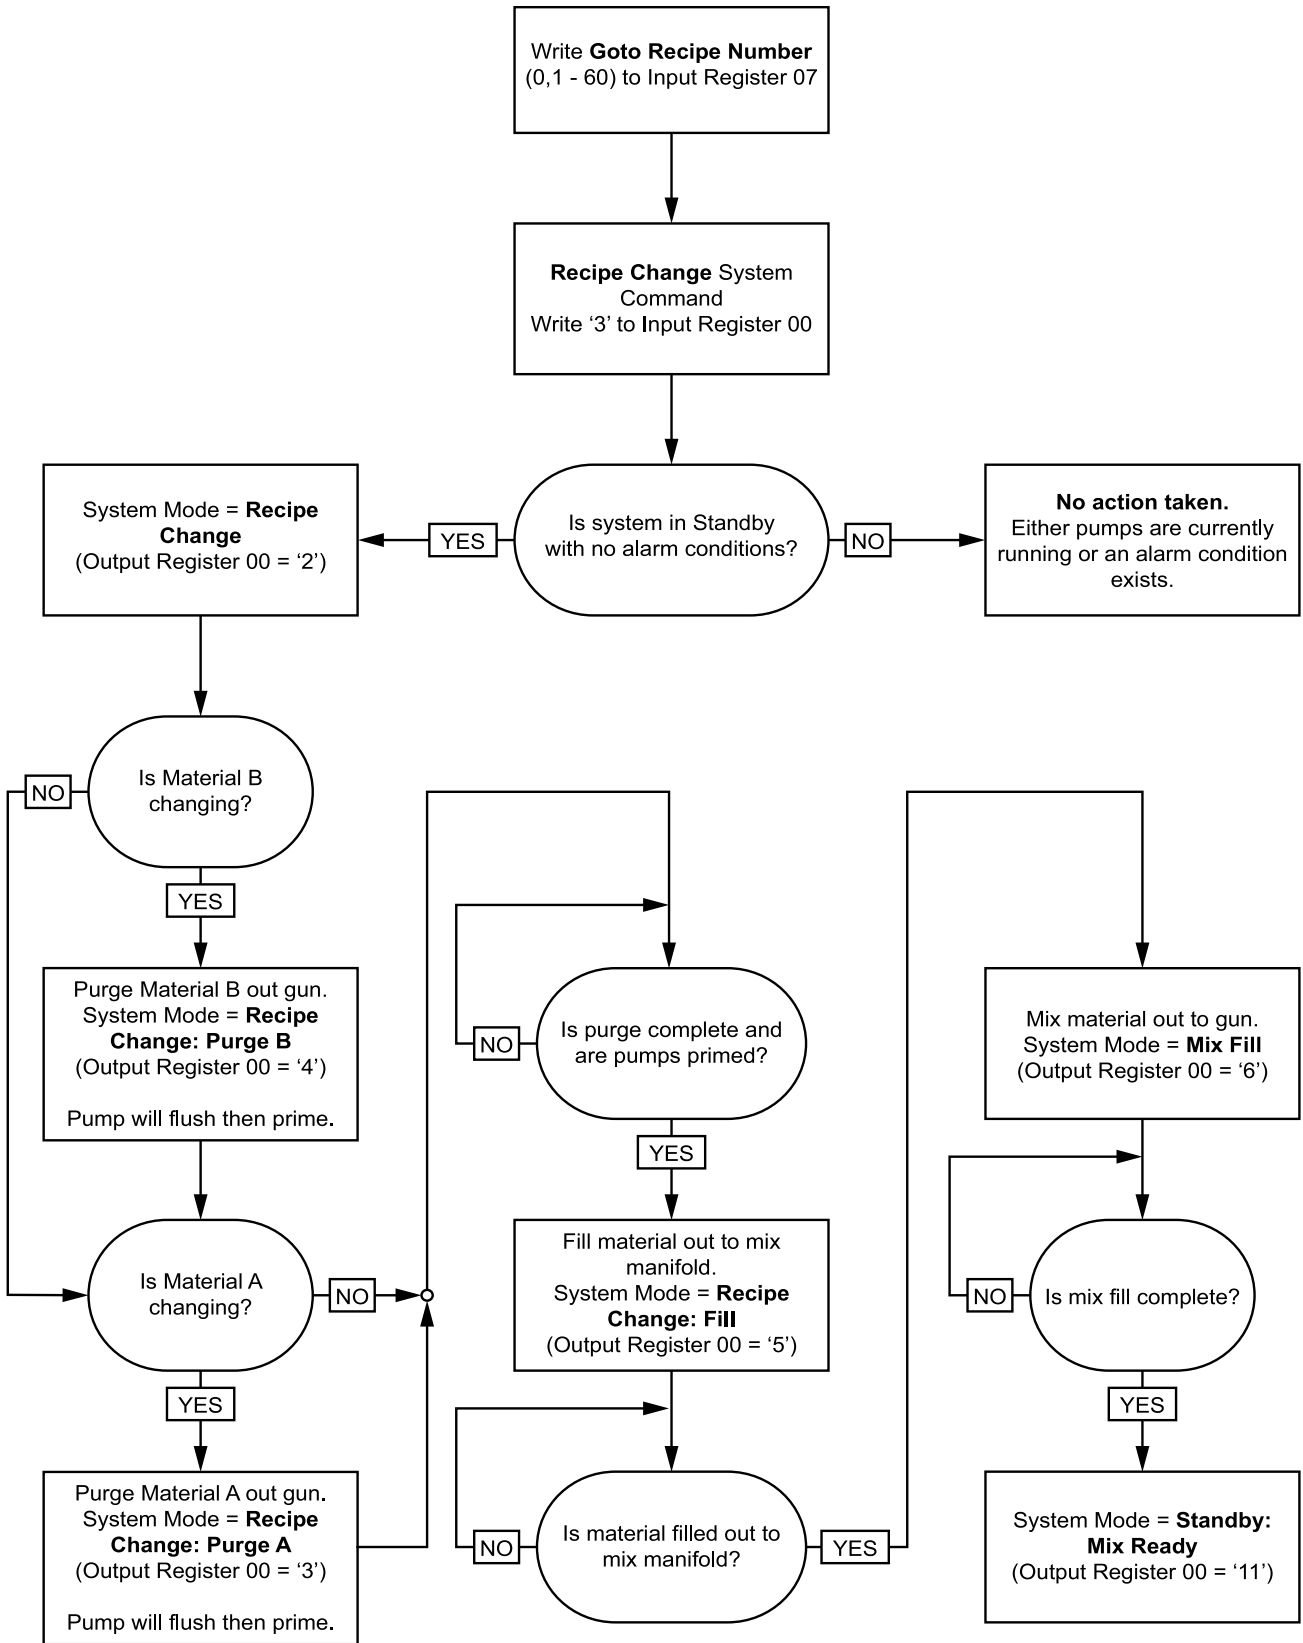 Write Goto Recipe Number
(0,1 - 60) to Input Register 07
Recipe Change System
Command
Write ‘3’ to Input Register 00
Is system in Standby
with no alarm conditions?
YES
NO
System Mode = Recipe
Change
(Output Register 00 = ‘2’)
No action taken.
Either pumps are currently
running or an alarm condition
exists.
Is Material B
changing?
NO
YES
Purge Material B out gun.
System Mode = Recipe
Change: Purge B
(Output Register 00 = ‘4’)
Pump will flush then prime.
Is Material A
changing?
NO
YES
Purge Material A out gun.
System Mode = Recipe
Change: Purge A
(Output Register 00 = ‘3’)
Pump will flush then prime.
Is purge complete and
are pumps primed?
NO
YES
Fill material out to mix
manifold.
System Mode = Recipe
Change: Fill
(Output Register 00 = ‘5’)
Is material filled out to
mix manifold?
NO
YES
Mix material out to gun.
System Mode = Mix Fill
(Output Register 00 = ‘6’)
Is mix fill complete?
NO
YES
System Mode = Standby:
Mix Ready
(Output Register 00 = ‘11’)